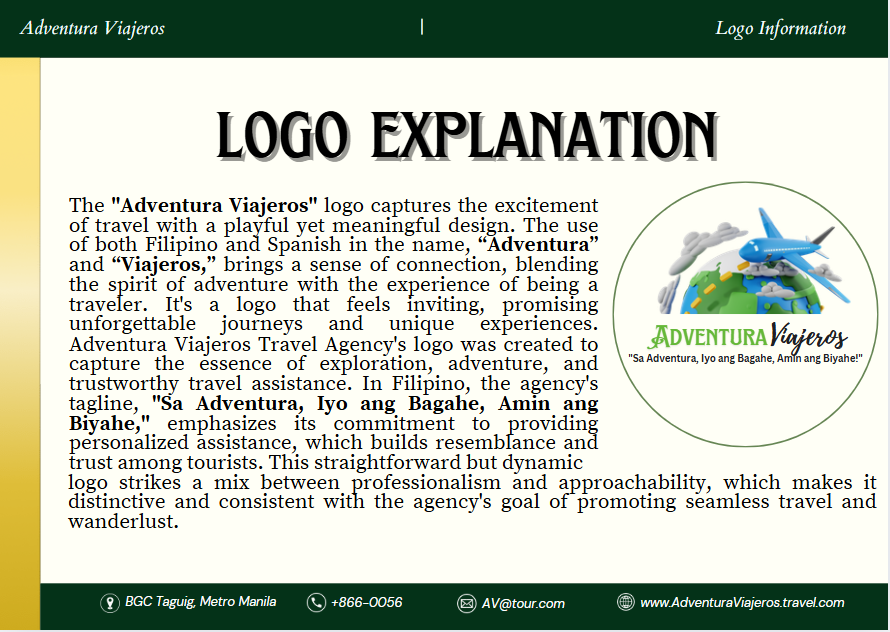 Adventura Viajeros | Logo Information
LOGO EXPLANATION
The "Adventura Viajeros" logo captures the excitement
of travel with a playful yet meaningful design. The use
of both Filipino and Spanish in the name, “Adventura”
and “Viajeros,” brings a sense of connection, blending
the spirit of adventure with the experience of being a
traveler. It's a logo that feels inviting, promising
unforgettable journeys and unique experiences.
Adventura Viajeros Travel Agency's logo was created to
capture the essence of exploration, adventure, and
trustworthy travel assistance. In Filipino, the agency's
tagline, "Sa Adventura, Iyo ang Bagahe, Amin ang
Biyahe," emphasizes its commitment to providing
personalized assistance, which builds resemblance and
trust among tourists. This straightforward but dynamic
logo strikes a mix between professionalism and approachability, which makes it
distinctive and consistent with the agency's goal of promoting seamless travel and
wanderlust.
ADVENTURA Viajeros
"Sa Adventura, Iyo ang Bagahe, Amin ang Biyahe!"
BGC Taguig, Metro Manila +866-0056 AV@tour.com www.AdventuraViajeros.travel.com